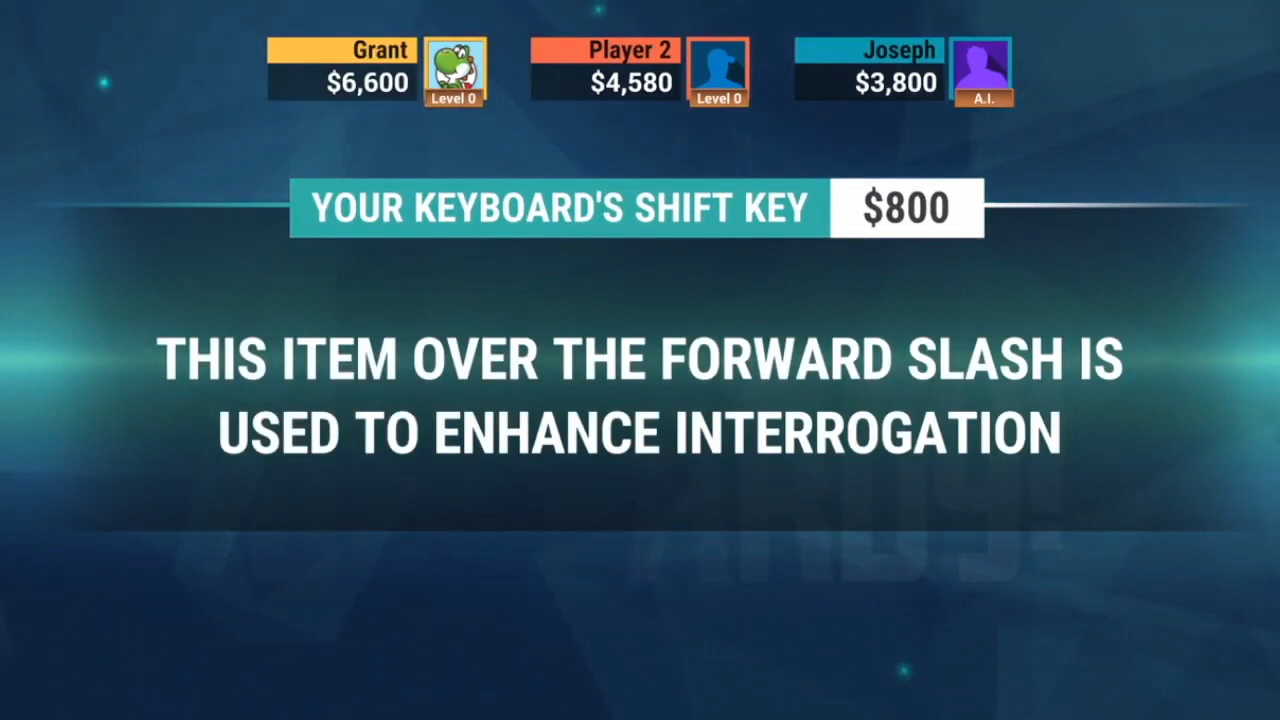 Grant
$6,600
Level 0
Player 2
$4,580
Level 0
Joseph
$3,800
A.I.
YOUR KEYBOARD'S SHIFT KEY $800
THIS ITEM OVER THE FORWARD SLASH IS
USED TO ENHANCE INTERROGATION